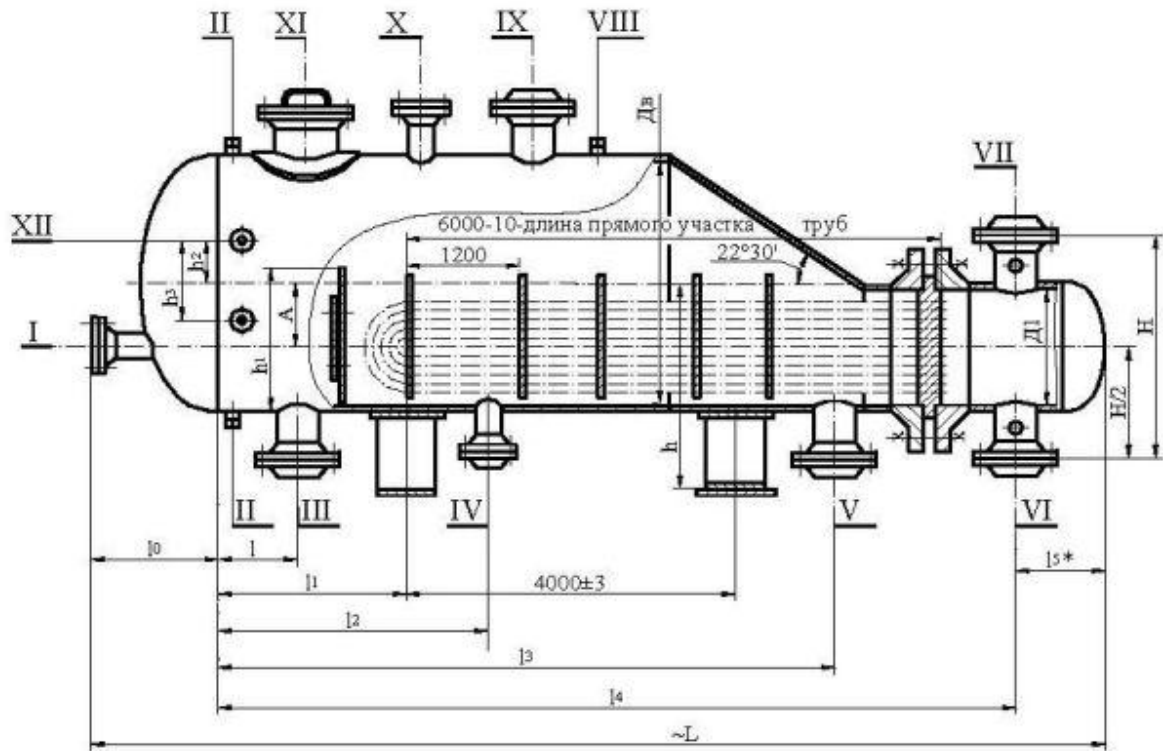 II XI X IX VIII
Дв
VII
XII
6000-10-длина прямого участка труб
h2
1200
22°30'
h3
A
I
h1
Д1
H
H/2
h
x x
x x
II III IV V VI
l0 l l5*
l1 4000±3
l2
l3
l4
~L